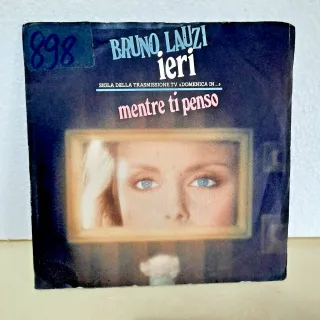 898
BRUNO LAUZI
ieri
SIGLA DELLA TRASMISSIONE TV «DOMENICA IN...»
mentre ti penso